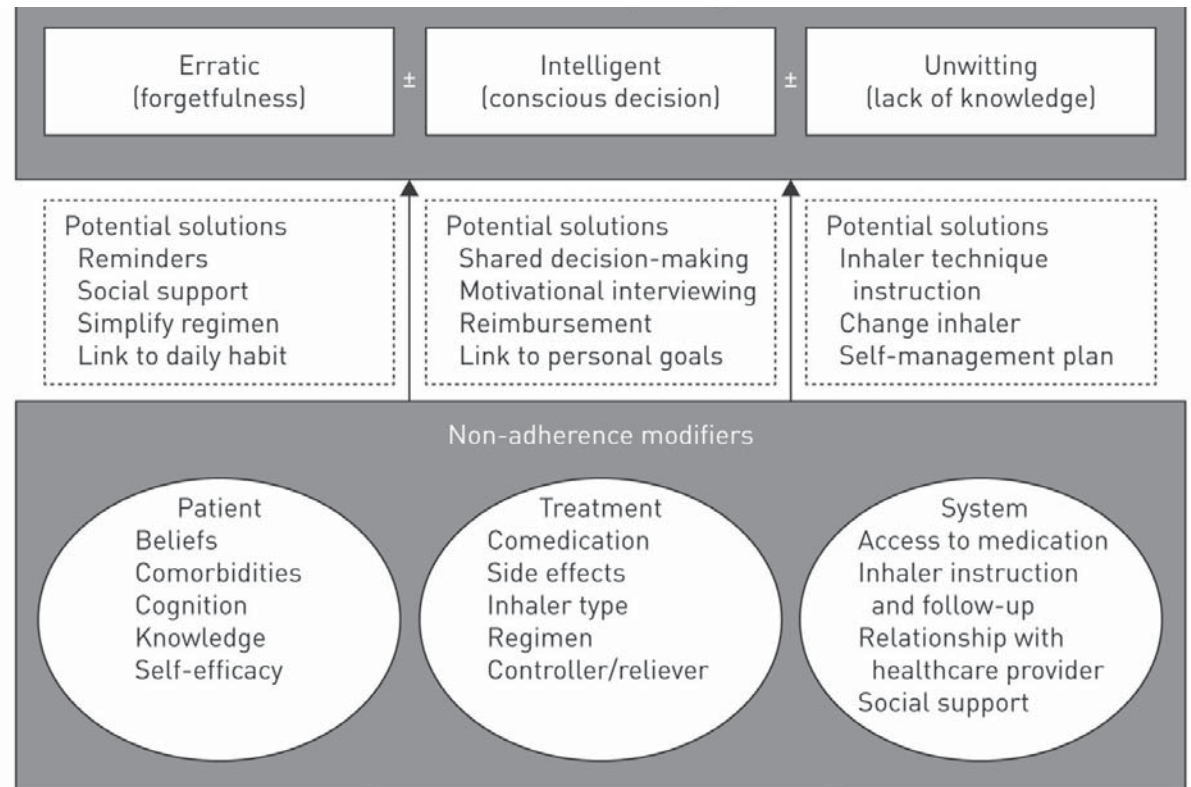 Erratic
(forgetfulness)
±
Intelligent
(conscious decision)
±
Unwitting
(lack of knowledge)
Potential solutions
Reminders
Social support
Simplify regimen
Link to daily habit
Potential solutions
Shared decision-making
Motivational interviewing
Reimbursement
Link to personal goals
Potential solutions
Inhaler technique
instruction
Change inhaler
Self-management plan
Non-adherence modifiers
Patient
Beliefs
Comorbidities
Cognition
Knowledge
Self-efficacy
Treatment
Comedication
Side effects
Inhaler type
Regimen
Controller/reliever
System
Access to medication
Inhaler instruction
and follow-up
Relationship with
healthcare provider
Social support